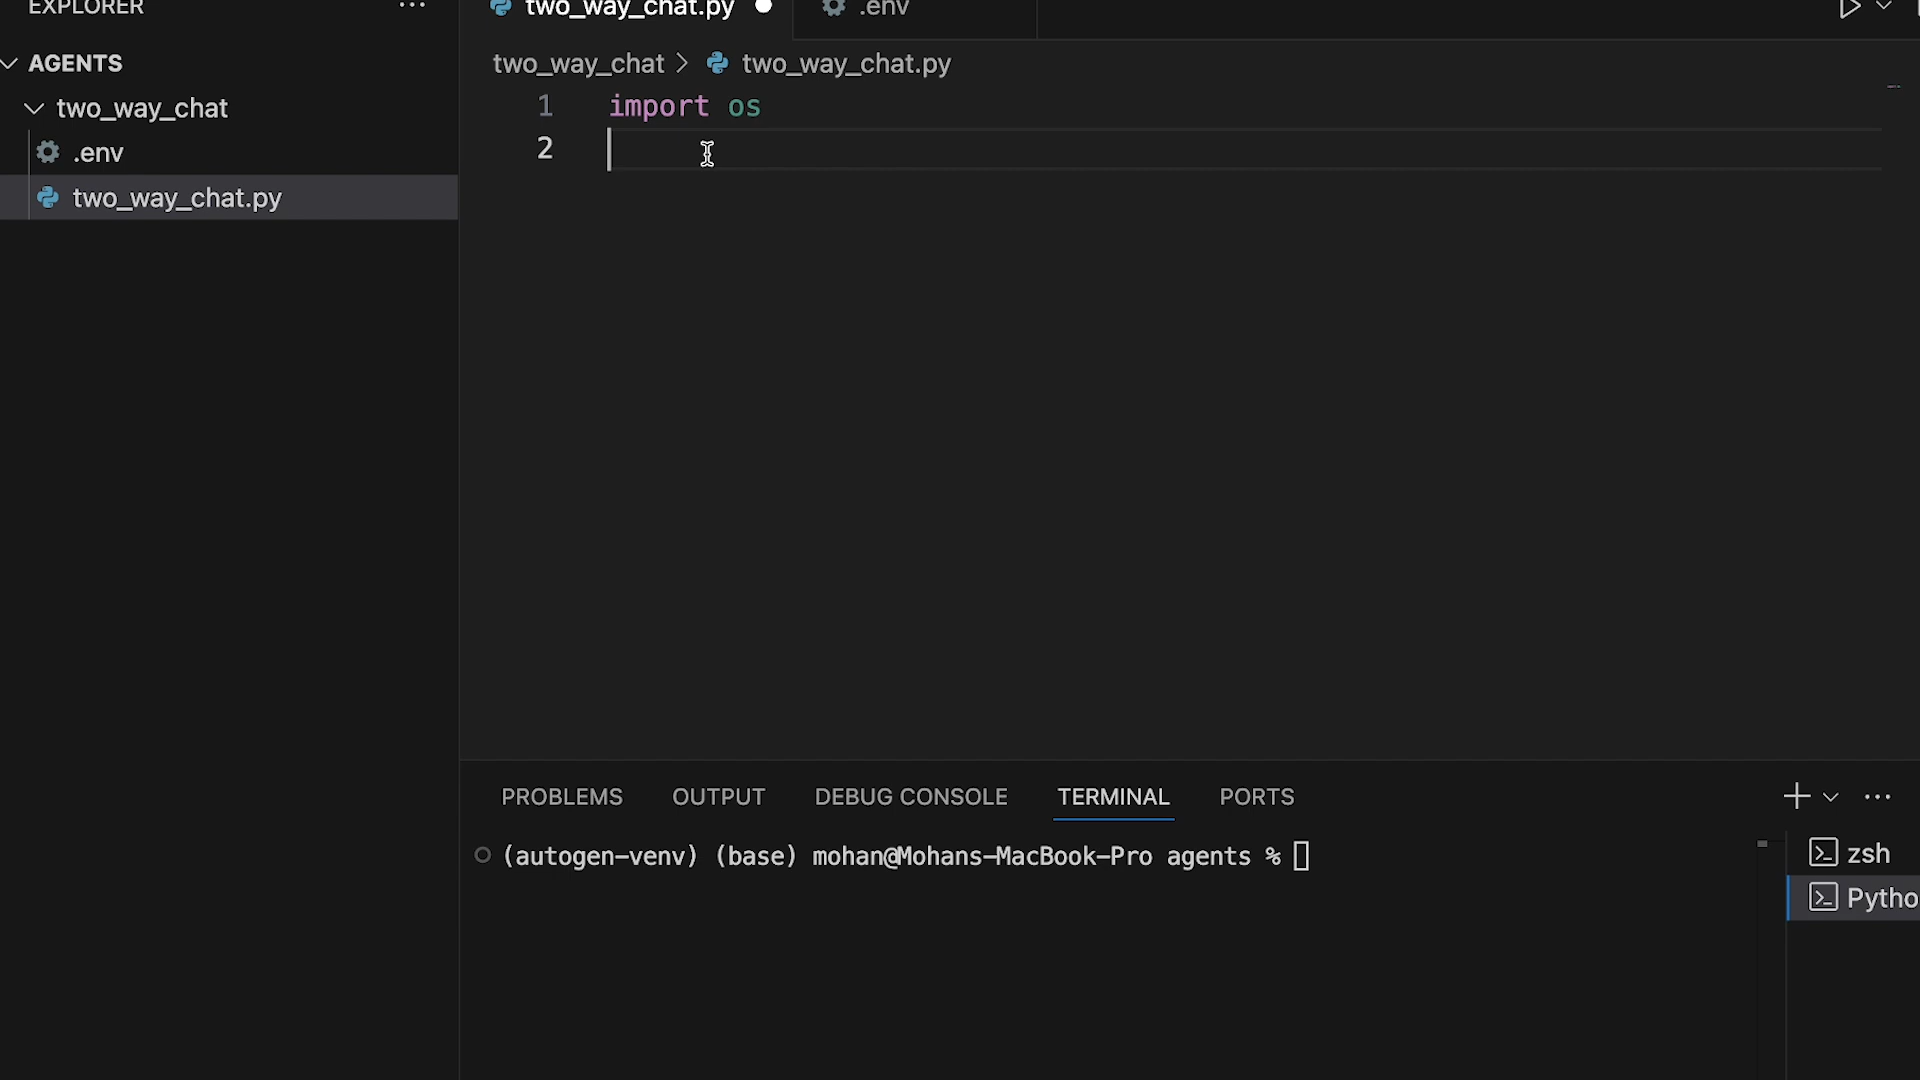 EXPLORER ···
two_way_chat.py
.env
AGENTS
two_way_chat
.env
two_way_chat.py
two_way_chat > two_way_chat.py
1 import os
2
PROBLEMS OUTPUT DEBUG CONSOLE TERMINAL PORTS
(autogen-venv) (base) mohan@Mohans-MacBook-Pro agents %
zsh
Pytho